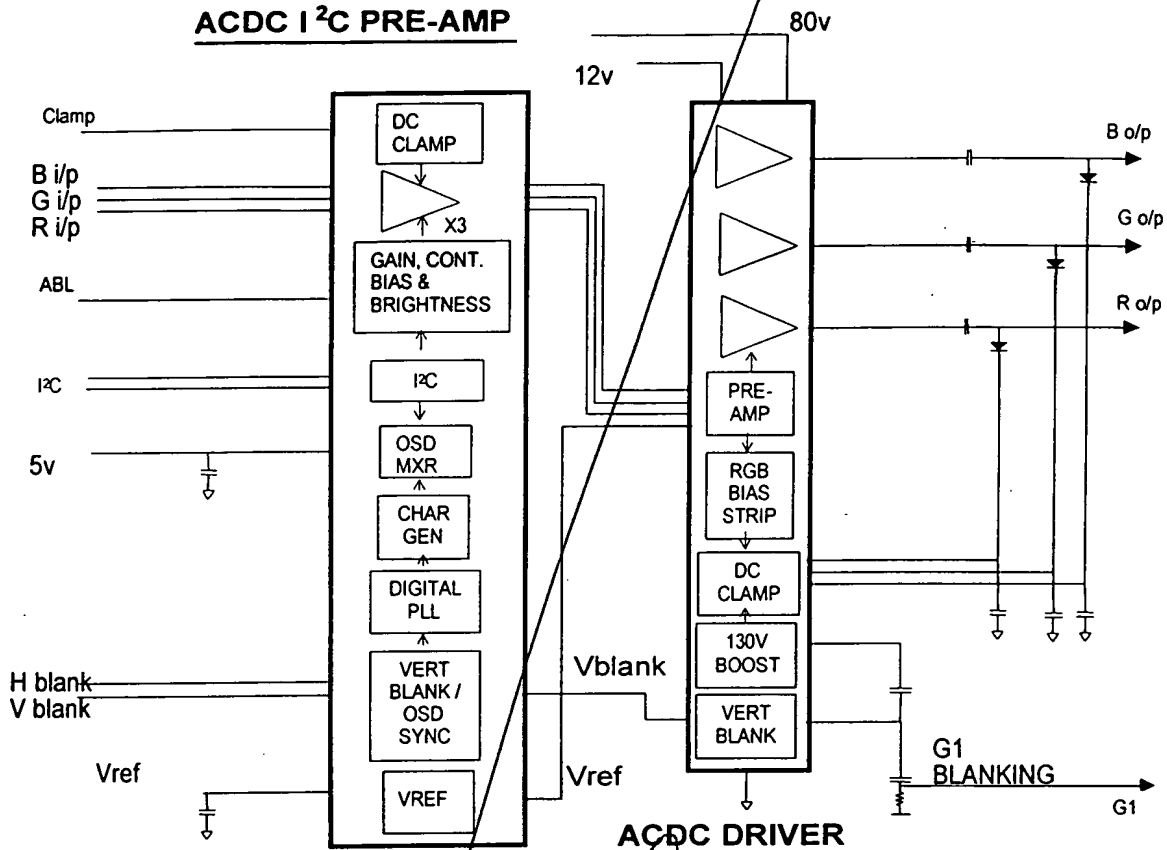 ACDC I²C PRE-AMP
80v
12v
Clamp
B i/p
G i/p
R i/p
ABL
I²C
5v
H blank
V blank
Vref
DC
CLAMP
X3
GAIN, CONT.
BIAS &
BRIGHTNESS
I²C
OSD
MXR
CHAR
GEN
DIGITAL
PLL
VERT
BLANK /
OSD
SYNC
VREF
Vblank
Vref
PRE-
AMP
RGB
BIAS
STRIP
DC
CLAMP
130V
BOOST
VERT
BLANK
B o/p
G o/p
R o/p
G1
BLANKING
G1
ACDC DRIVER